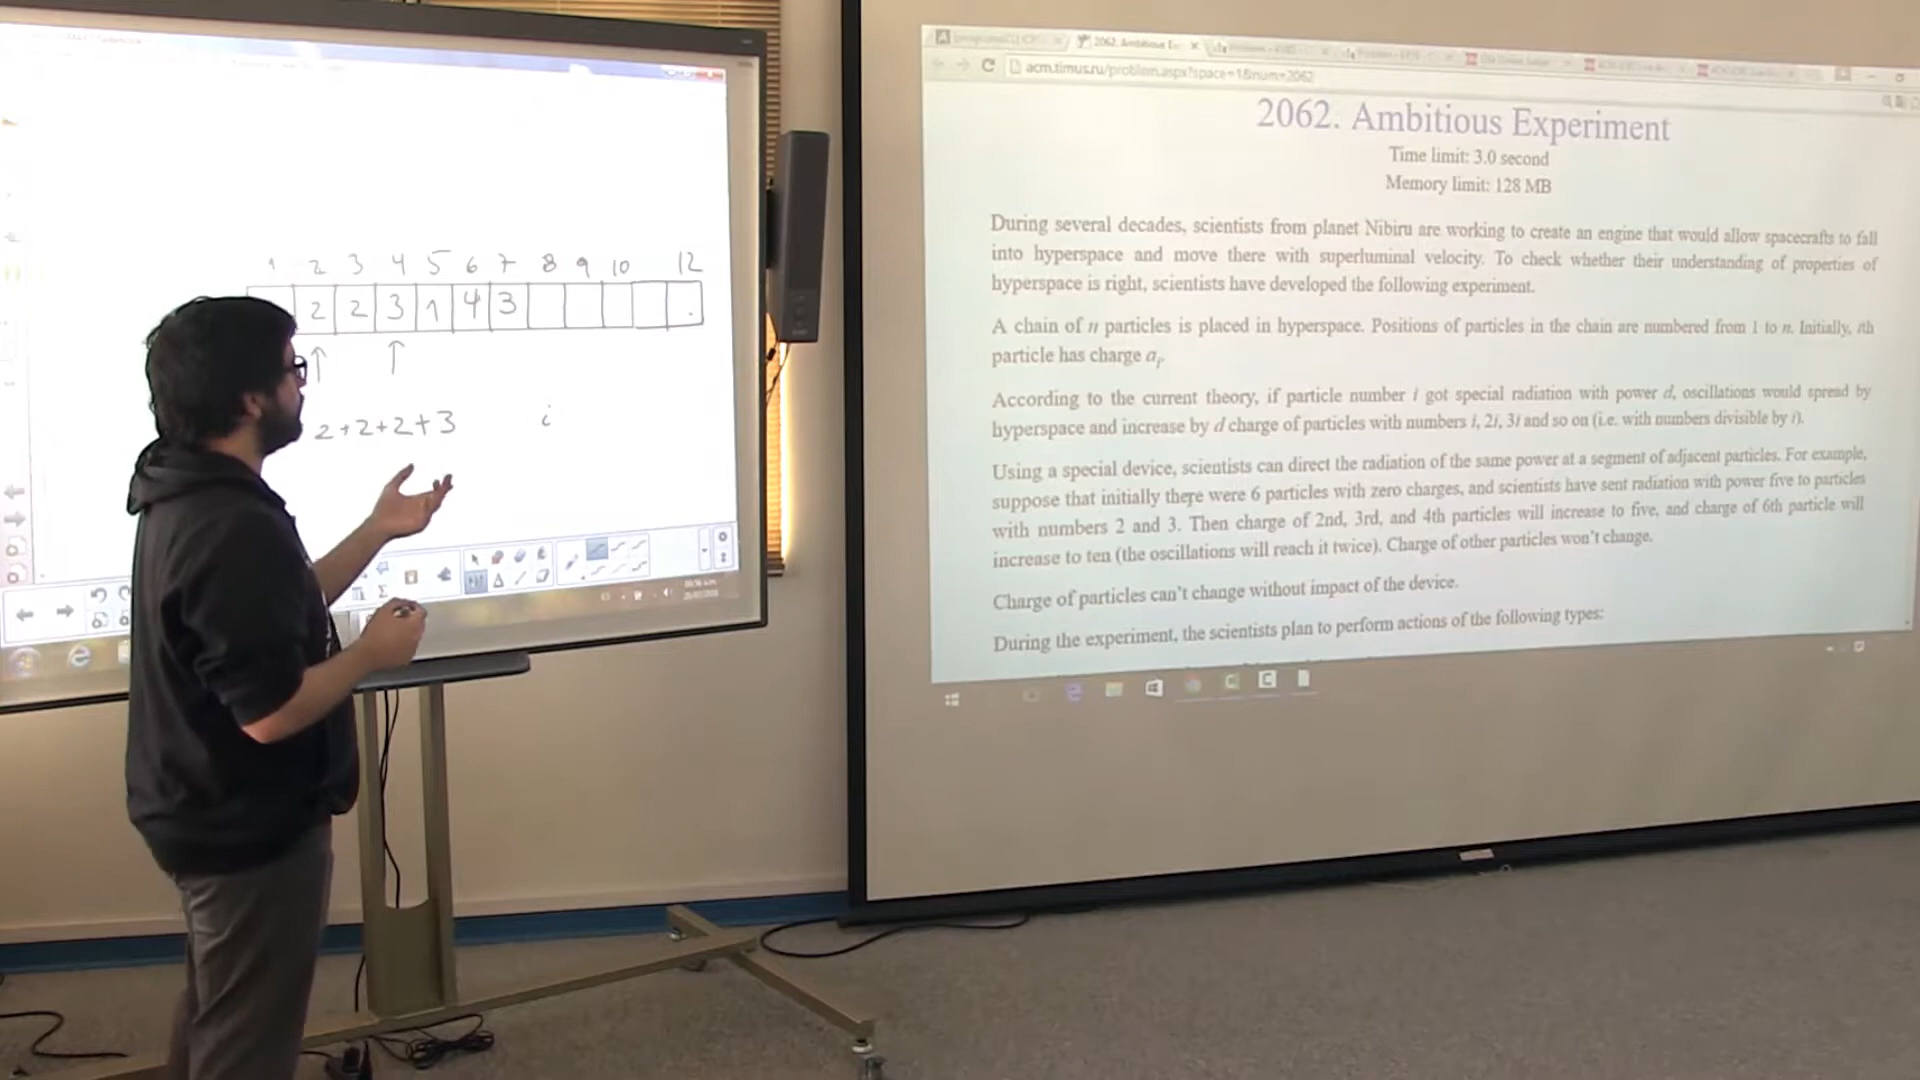 1 2 3 4 5 6 7 8 9 10 12
2 2 3 1 4 3
2+2+2+3 i
2062. Ambitious E
acm.timus.ru/problem.aspx?space=1&num=2062
2062. Ambitious Experiment
Time limit: 3.0 second
Memory limit: 128 MB
During several decades, scientists from planet Nibiru are working to create an engine that would allow spacecrafts to fall
into hyperspace and move there with superluminal velocity. To check whether their understanding of properties of
hyperspace is right, scientists have developed the following experiment.
A chain of n particles is placed in hyperspace. Positions of particles in the chain are numbered from 1 to n. Initially, ith
particle has charge ai.
According to the current theory, if particle number i got special radiation with power d, oscillations would spread by
hyperspace and increase by d charge of particles with numbers i, 2i, 3i and so on (i.e. with numbers divisible by i).
Using a special device, scientists can direct the radiation of the same power at a segment of adjacent particles. For example,
suppose that initially there were 6 particles with zero charges, and scientists have sent radiation with power five to particles
with numbers 2 and 3. Then charge of 2nd, 3rd, and 4th particles will increase to five, and charge of 6th particle will
increase to ten (the oscillations will reach it twice). Charge of other particles won't change.
Charge of particles can't change without impact of the device.
During the experiment, the scientists plan to perform actions of the following types: